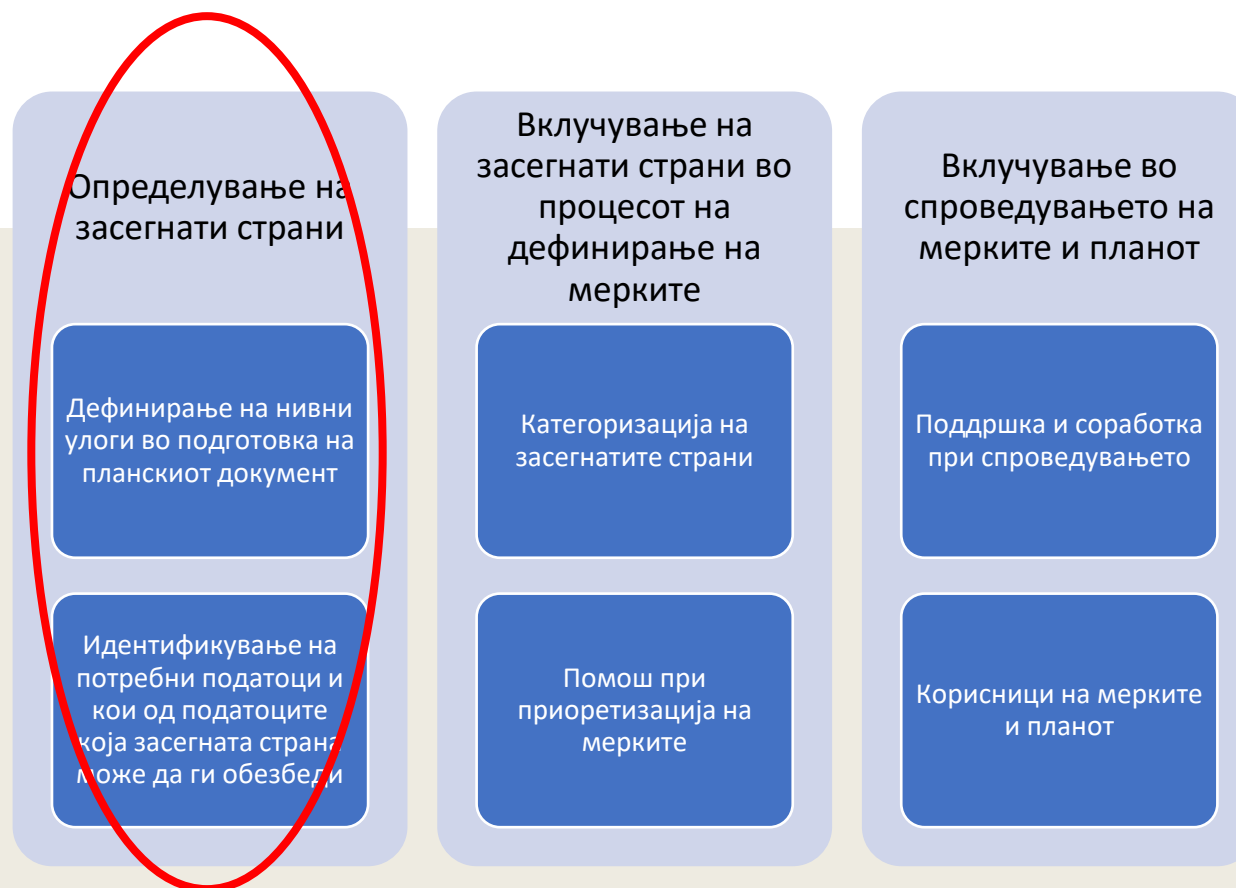 Определување на
засегнати страни
Дефинирање на нивни
улоги во подготовка на
планскиот документ
Идентификување на
потребни податоци и
кои од податоците
која засегната страна
може да ги обезбеди
Вклучување на
засегнати страни во
процесот на
дефинирање на
мерките
Категоризација на
засегнатите страни
Помош при
приоретизација на
мерките
Вклучување во
спроведувањето на
мерките и планот
Поддршка и соработка
при спроведувањето
Корисници на мерките
и планот